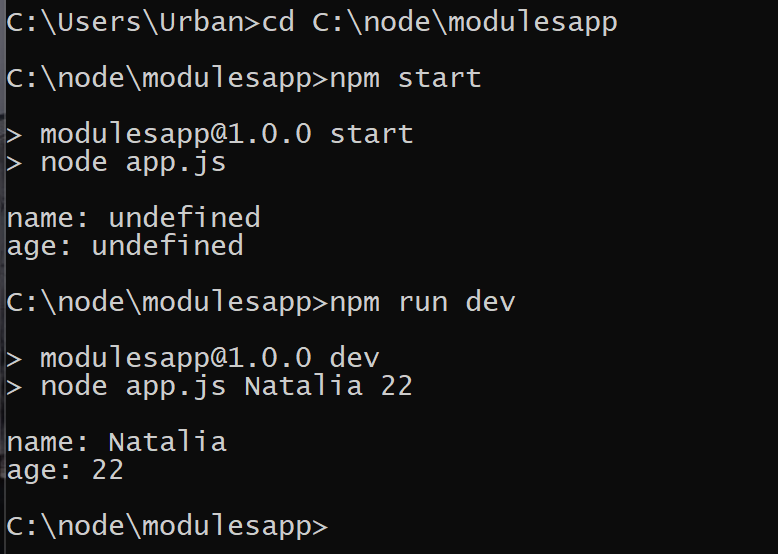 C:\Users\Urban>cd C:\node\modulesapp
C:\node\modulesapp>npm start
> modulesapp@1.0.0 start
> node app.js
name: undefined
age: undefined
C:\node\modulesapp>npm run dev
> modulesapp@1.0.0 dev
> node app.js Natalia 22
name: Natalia
age: 22
C:\node\modulesapp>